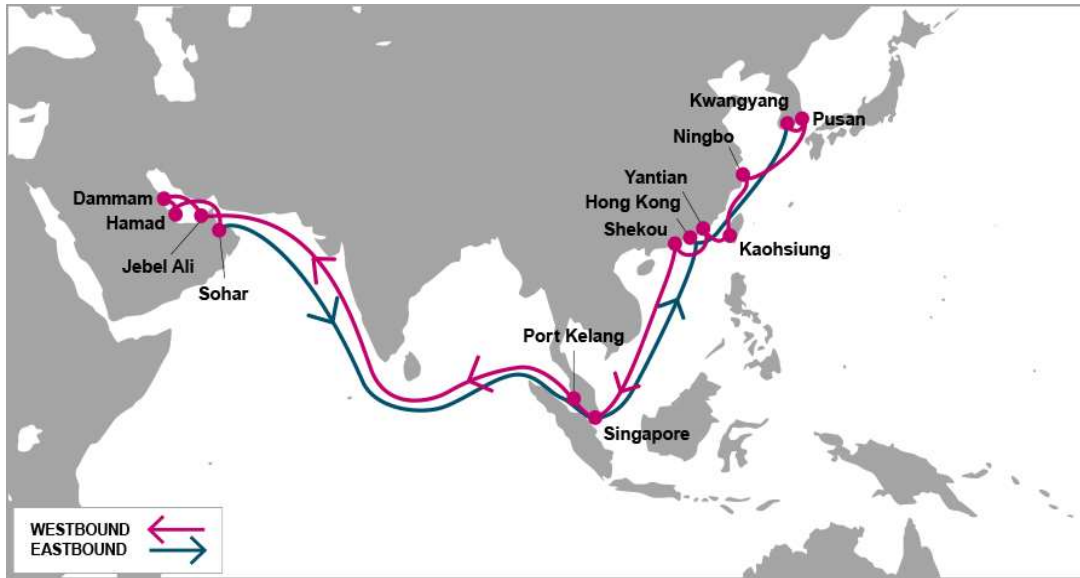 Kwangyang
Pusan
Ningbo
Yantian
Hong Kong
Shekou
Kaohsiung
Dammam
Hamad
Jebel Ali
Sohar
Port Kelang
Singapore
WESTBOUND
EASTBOUND